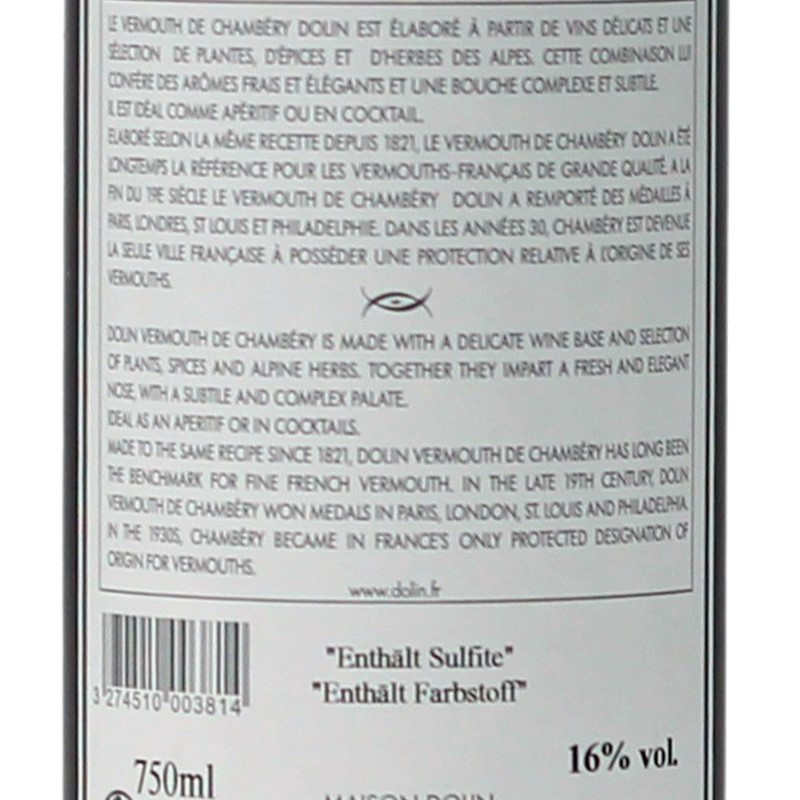 LE VERMOUTH DE CHAMBÉRY DOLIN EST ÉLABORÉ À PARTIR DE VINS DÉLICATS ET UNE
SÉLECTION DE PLANTES, D'ÉPICES ET D'HERBES DES ALPES. CETTE COMBINAISON LUI
CONFÈRE DES ARÔMES FRAIS ET ÉLÉGANTS ET UNE BOUCHE COMPLEXE ET SUBTILE.
IL EST IDÉAL COMME APÉRITIF OU EN COCKTAIL.
ELABORÉ SELON LA MÊME RECETTE DEPUIS 1821, LE VERMOUTH DE CHAMBÉRY DOLIN A ÉTÉ
LONGTEMPS LA RÉFÉRENCE POUR LES VERMOUTHS-FRANÇAIS DE GRANDE QUALITÉ. A LA
FIN DU 19E SIÈCLE LE VERMOUTH DE CHAMBÉRY DOLIN A REMPORTÉ DES MÉDAILLES À
PARIS, LONDRES, ST LOUIS ET PHILADELPHIE. DANS LES ANNÉES 30, CHAMBÉRY EST DEVENUE
LA SEULE VILLE FRANÇAISE À POSSÉDER UNE PROTECTION RELATIVE À L'ORIGINE DE SES
VERMOUTHS.
DOLIN VERMOUTH DE CHAMBÉRY IS MADE WITH A DELICATE WINE BASE AND SELECTION
OF PLANTS, SPICES AND ALPINE HERBS. TOGETHER THEY IMPART A FRESH AND ELEGANT
NOSE, WITH A SUBTILE AND COMPLEX PALATE.
IDEAL AS AN APERITIF OR IN COCKTAILS.
MADE TO THE SAME RECIPE SINCE 1821, DOLIN VERMOUTH DE CHAMBÉRY HAS LONG BEEN
THE BENCHMARK FOR FINE FRENCH VERMOUTH. IN THE LATE 19TH CENTURY, DOLIN
VERMOUTH DE CHAMBÉRY WON MEDALS IN PARIS, LONDON, ST. LOUIS AND PHILADELPHIA.
IN THE 1930S, CHAMBÉRY BECAME IN FRANCE'S ONLY PROTECTED DESIGNATION OF
ORIGIN FOR VERMOUTHS.
www.dolin.fr
"Enthält Sulfite"
"Enthält Farbstoff"
3 274510 003814
16% vol.
750ml
MAISON DOLIN